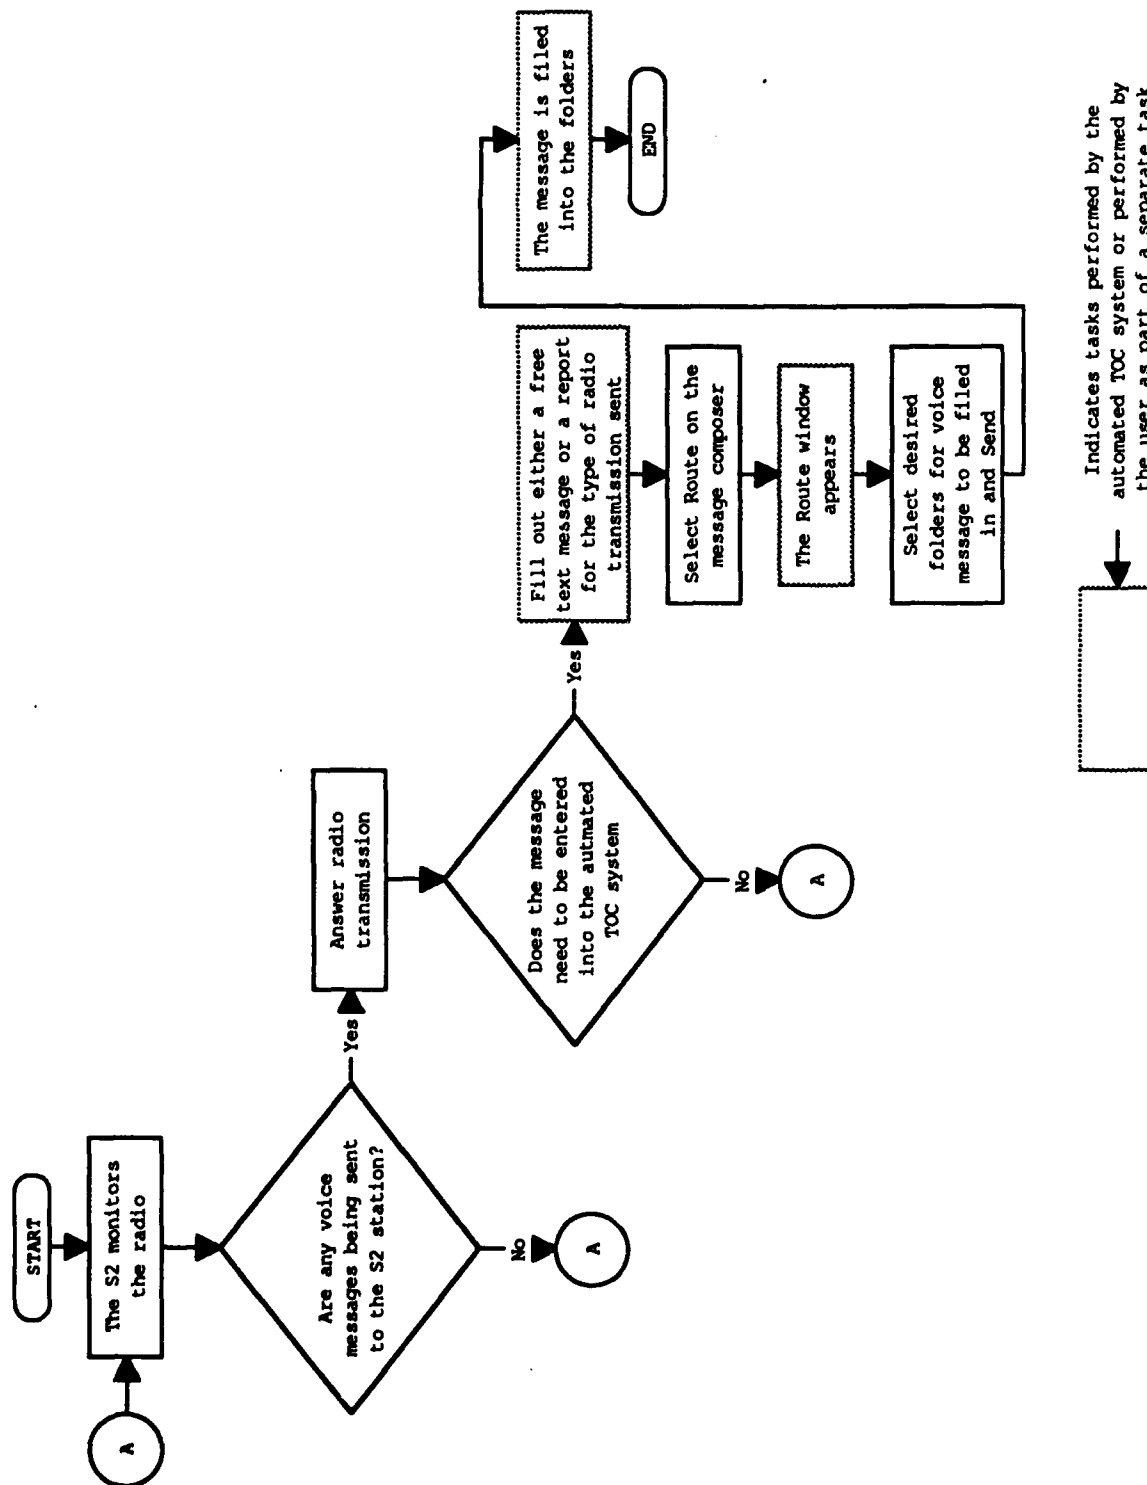 START
A
The S2 monitors
the radio
Are any voice
messages being sent
to the S2 station?
No
A
Yes
Answer radio
transmission
Does the message
need to be entered
into the autmated
TOC system
No
A
Yes
Fill out either a free
text message or a report
for the type of radio
transmission sent
Select Route on the
message composer
The Route window
appears
Select desired
folders for voice
message to be filed
in and Send
The message is filed
into the folders
END
Indicates tasks performed by the
automated TOC system or performed by
the user as part of a separate task